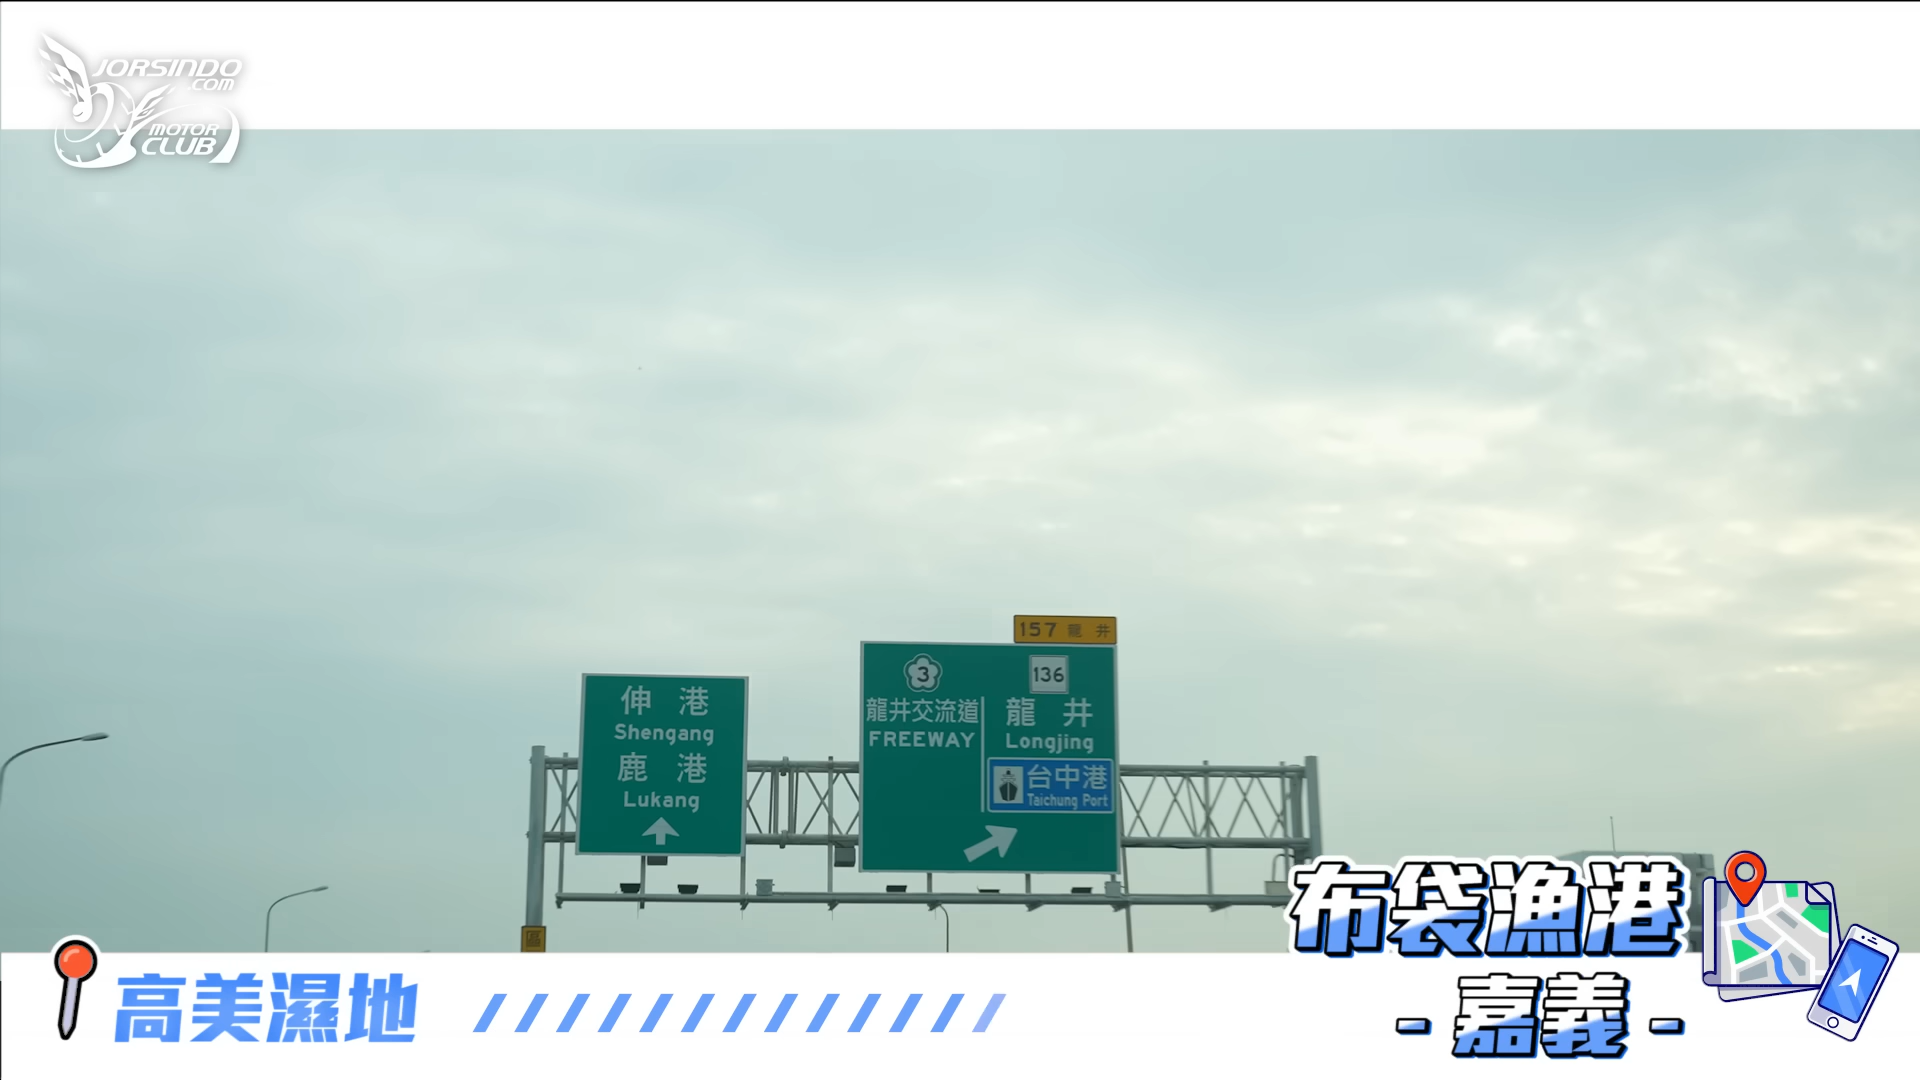 JORSINDO
.COM
MOTOR
CLUB
157 龍 井
伸 港
Shengang
鹿 港
Lukang
3
龍井交流道
FREEWAY
136
龍 井
Longjing
台中港
Taichung Port
布袋漁港
- 嘉義 -
高美濕地